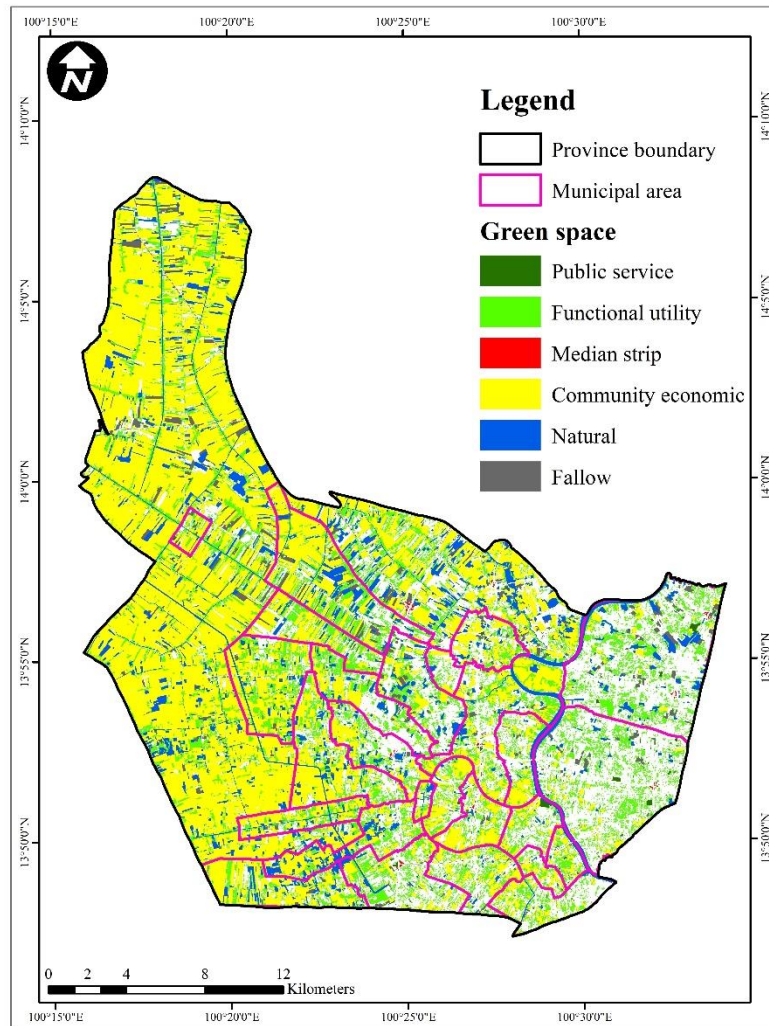 100°15'0"E 100°20'0"E 100°25'0"E 100°30'0"E
N
14°10'0"N 14°10'0"N
14°5'0"N 14°5'0"N
14°0'0"N 14°0'0"N
13°55'0"N 13°55'0"N
13°50'0"N 13°50'0"N
Legend
Province boundary
Municipal area
Green space
Public service
Functional utility
Median strip
Community economic
Natural
Fallow
0 2 4 8 12
Kilometers
100°15'0"E 100°20'0"E 100°25'0"E 100°30'0"E